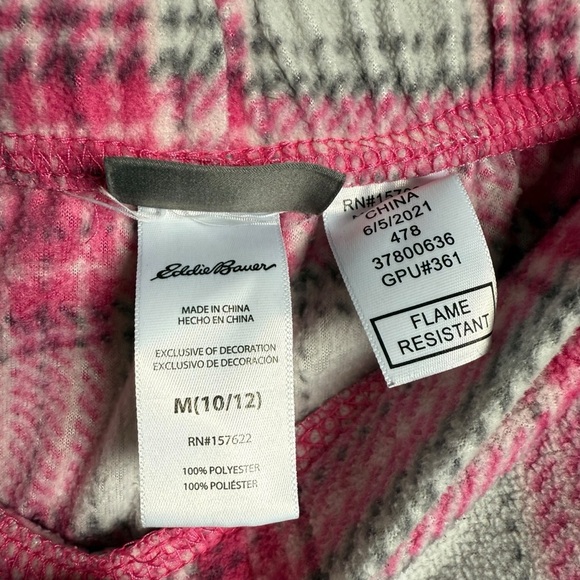 Eddie Bauer
MADE IN CHINA
HECHO EN CHINA
EXCLUSIVE OF DECORATION
EXCLUSIVO DE DECORACIÓN
M(10/12)
RN#157622
100% POLYESTER
100% POLIÉSTER
CHINA
6/5/2021
478
37800636
GPU#361
FLAME
RESISTANT